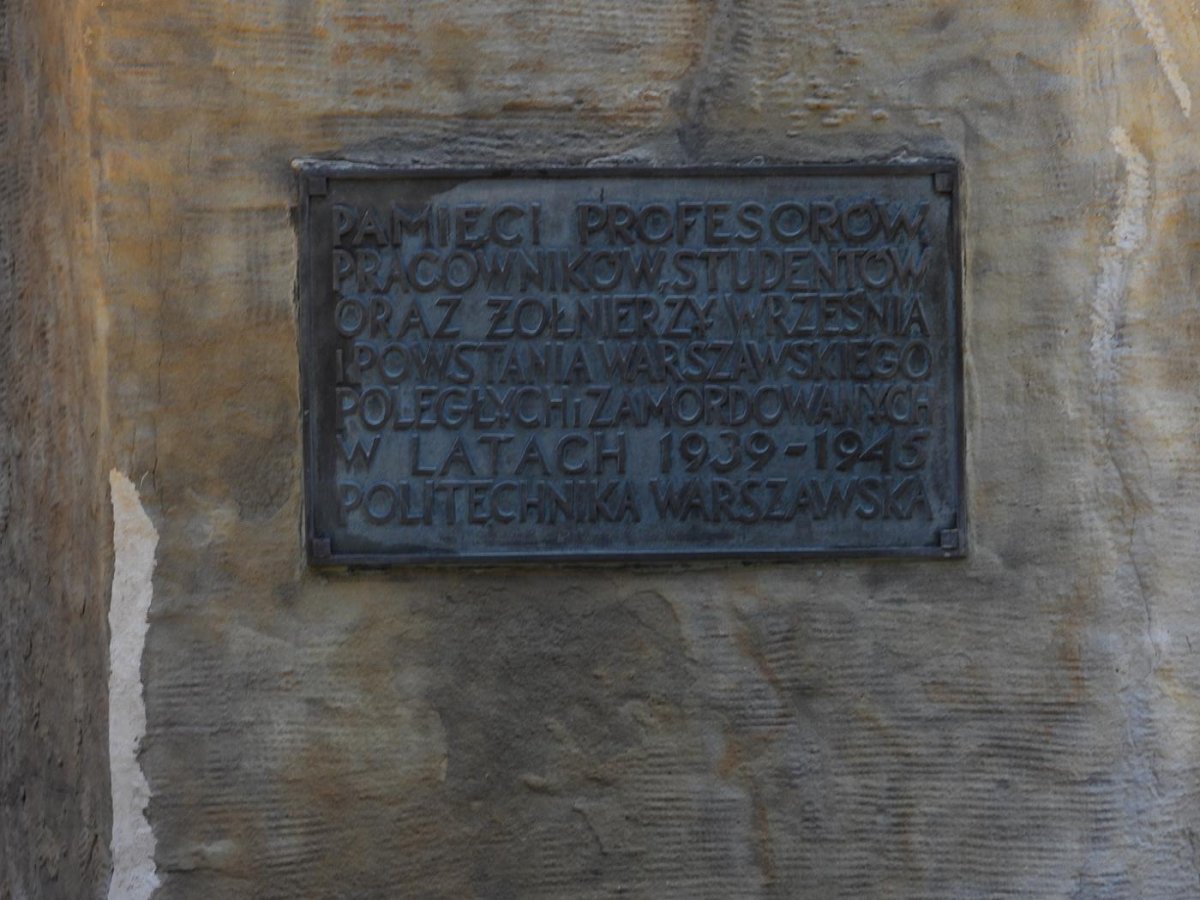 PAMIĘCI PROFESORÓW,
PRACOWNIKÓW, STUDENTÓW
ORAZ ŻOŁNIERZY WRZEŚNIA
I POWSTANIA WARSZAWSKIEGO
POLEGŁYCH I ZAMORDOWANYCH
W LATACH 1939-1945
POLITECHNIKA WARSZAWSKA